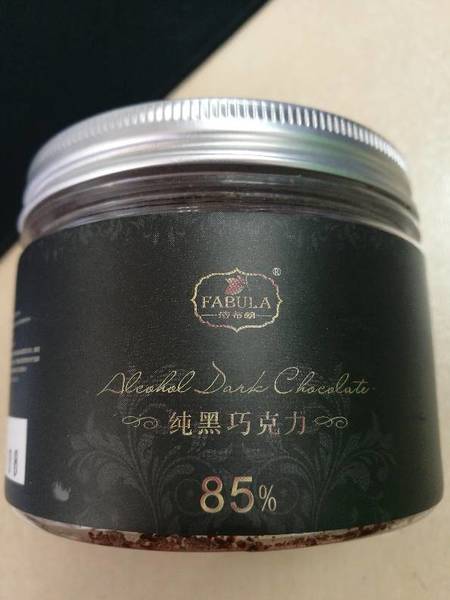 FABULA
®
Alcohol Dark Chocolate
纯黑巧克力
85%